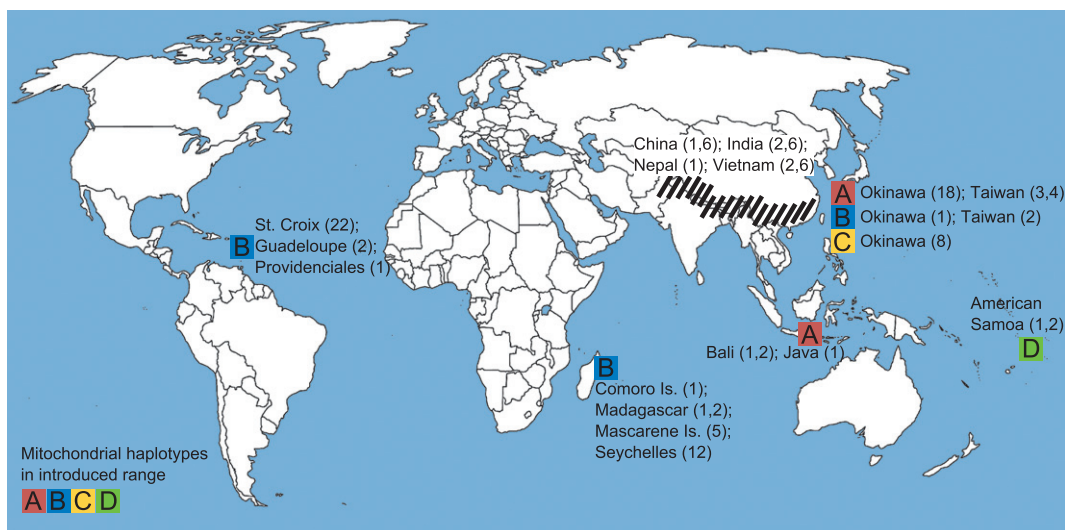 China (1,6); India (2,6);
Nepal (1); Vietnam (2,6)
A Okinawa (18); Taiwan (3,4)
B Okinawa (1); Taiwan (2)
C Okinawa (8)
B
St. Croix (22);
Guadeloupe (2);
Providenciales (1)
American
Samoa (1,2)
D
A
Bali (1,2); Java (1)
B
Comoro Is. (1);
Madagascar (1,2);
Mascarene Is. (5);
Seychelles (12)
Mitochondrial haplotypes
in introduced range
A B C D